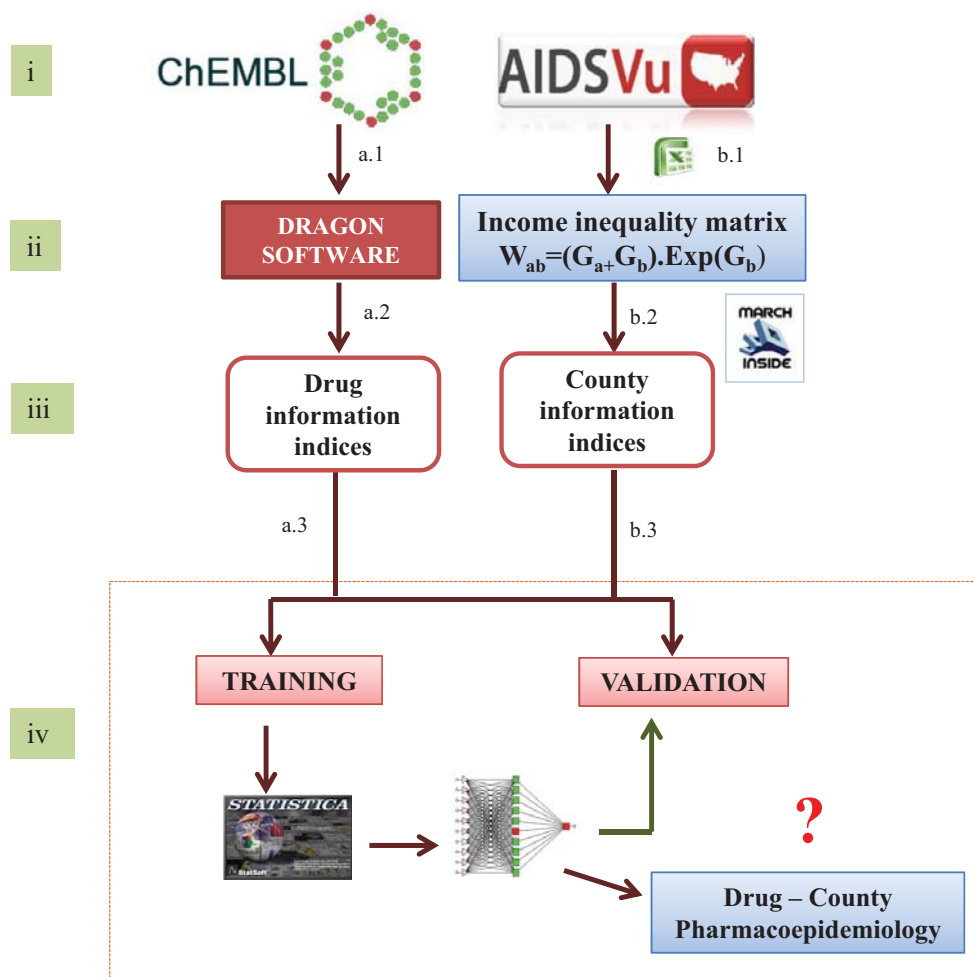 i
ChEMBL
AIDSVu
a.1
b.1
ii
DRAGON
SOFTWARE
Income inequality matrix
Wab=(Ga+Gb).Exp(Gb)
a.2
b.2
MARCH
INSIDE
iii
Drug
information
indices
County
information
indices
a.3
b.3
TRAINING
VALIDATION
iv
STATISTICA
StatSoft
?
Drug – County
Pharmacoepidemiology